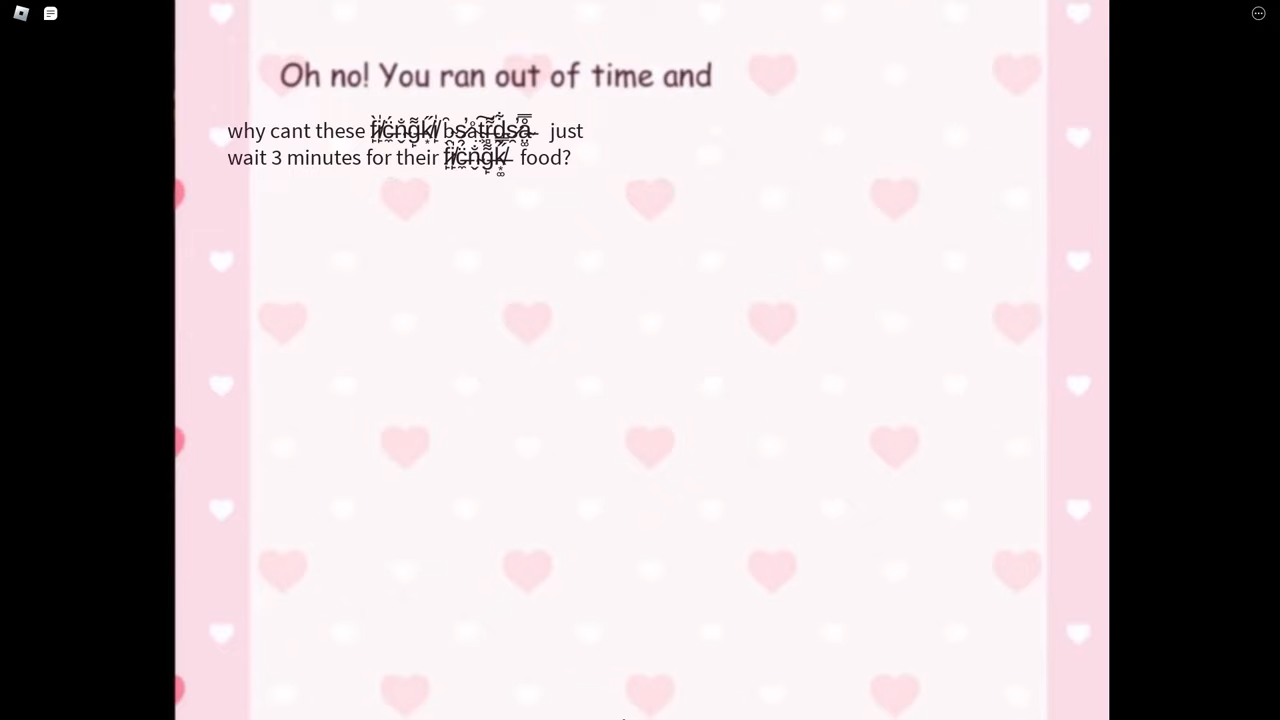 Oh no! You ran out of time and
why cant these just
wait 3 minutes for their food?